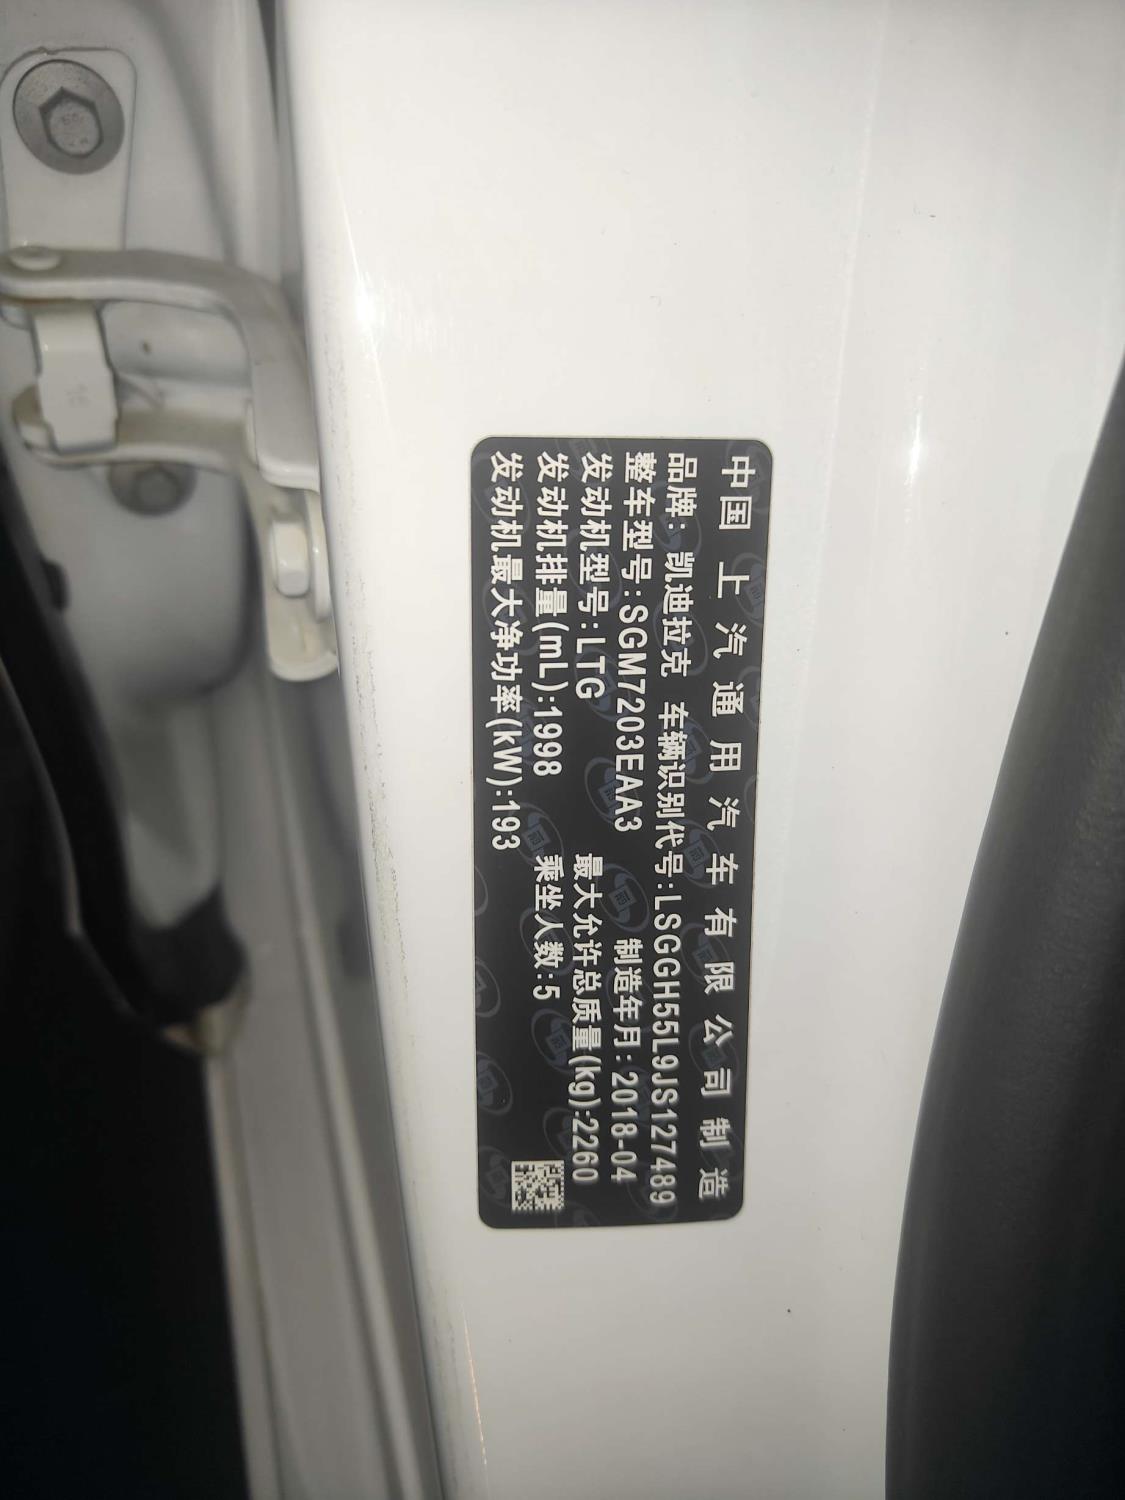 中国 上汽通用汽车有限公司制造
品牌: 凯迪拉克 车辆识别代号:LSGGH55L9JS127489
整车型号:SGM7203EAA3 制造年月:2018-04
发动机型号:LTG 最大允许总质量(kg):2260
发动机排量(mL):1998 乘坐人数:5
发动机最大净功率(kW):193